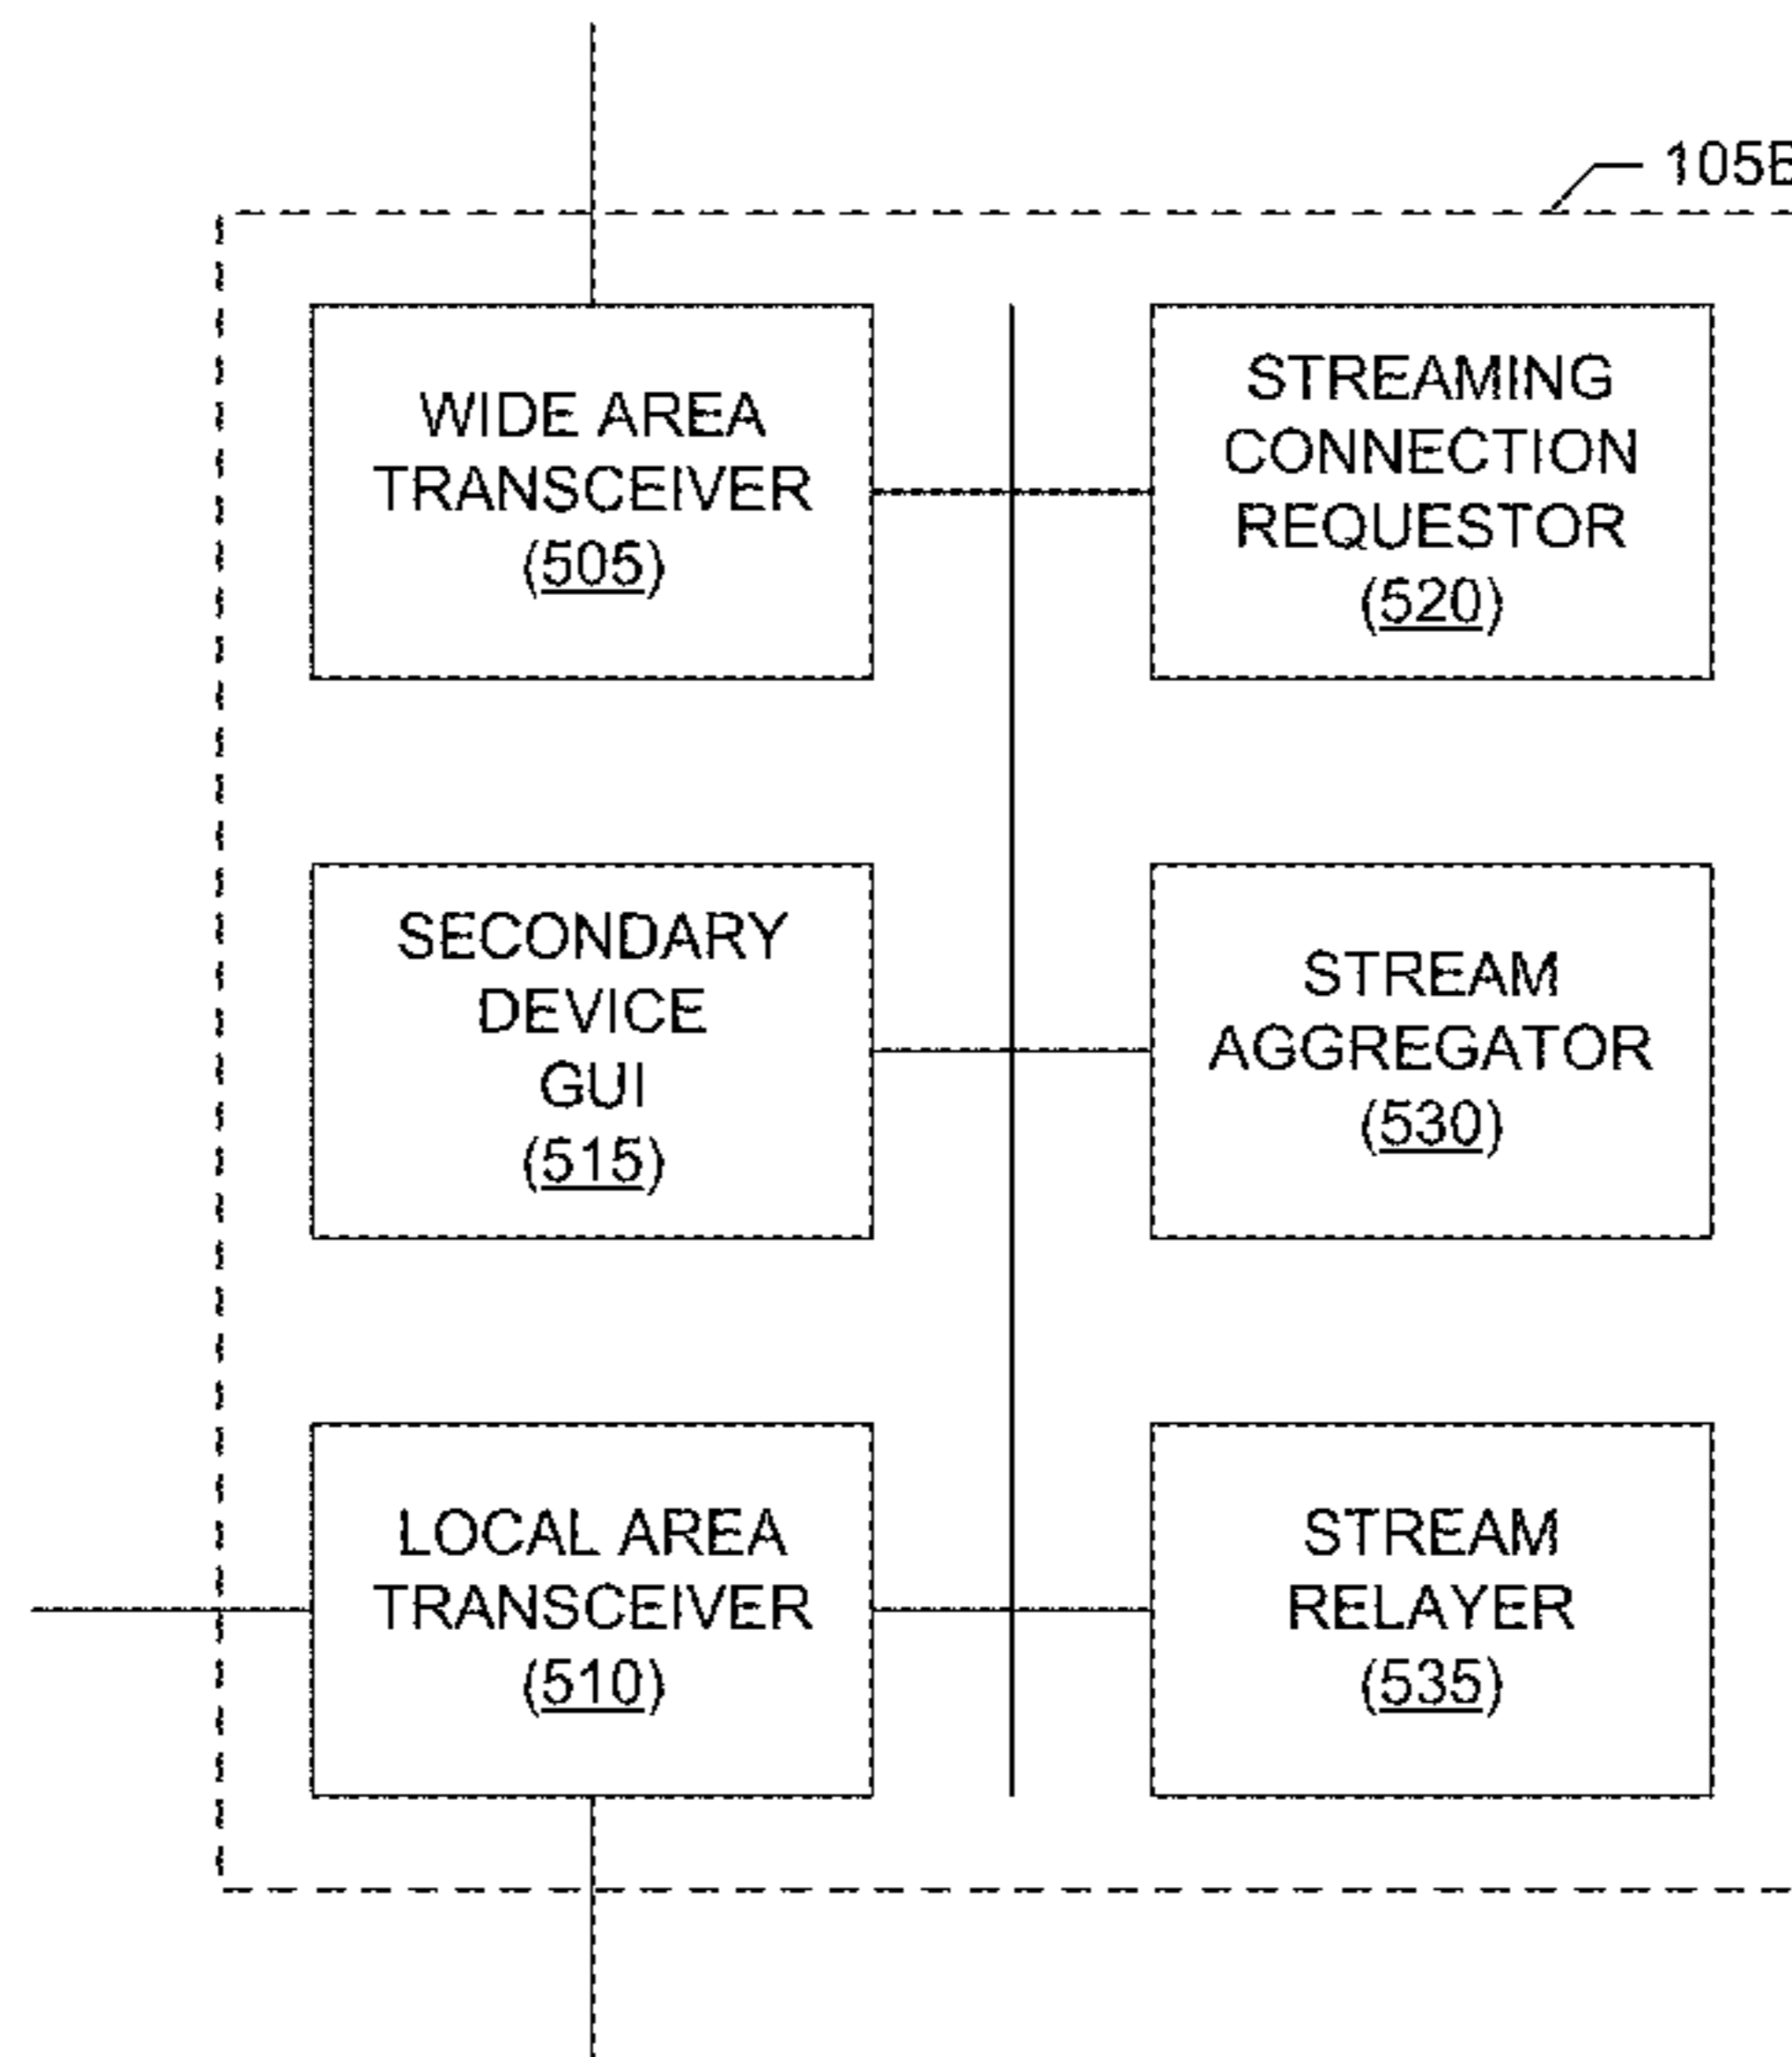 105B
WIDE AREA
TRANSCEIVER
(505)
STREAMING
CONNECTION
REQUESTOR
(520)
SECONDARY
DEVICE
GUI
(515)
STREAM
AGGREGATOR
(530)
LOCAL AREA
TRANSCEIVER
(510)
STREAM
RELAYER
(535)